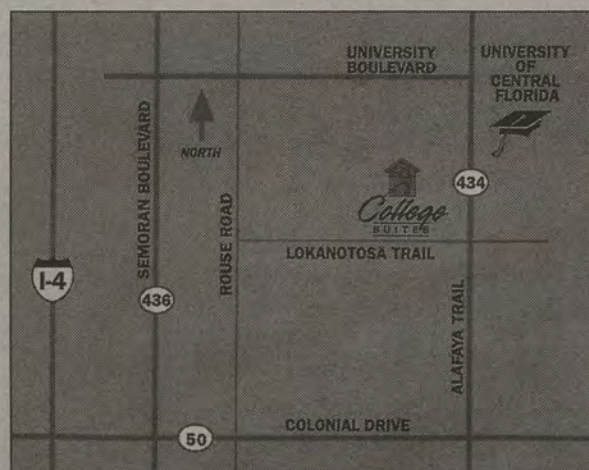 UNIVERSITY
BOULEVARD
UNIVERSITY
OF
CENTRAL
FLORIDA
NORTH
SEMORAN BOULEVARD
ROUSE ROAD
434
College
SUITES
LOKANOTOSA TRAIL
I-4
436
ALAFAYA TRAIL
COLONIAL DRIVE
50